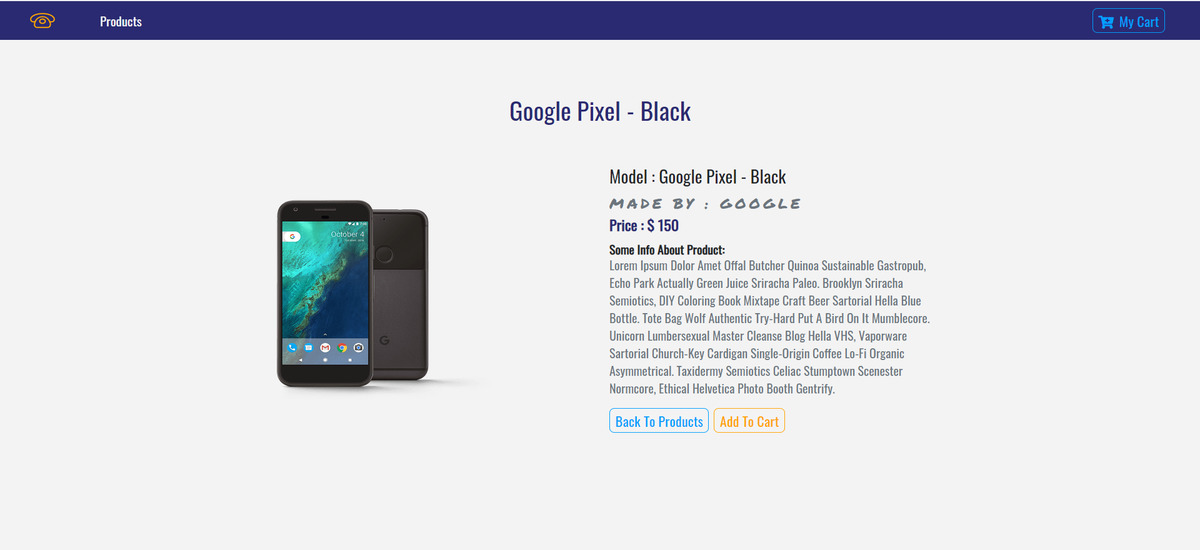 Products
My Cart
Google Pixel - Black
Model : Google Pixel - Black
MADE BY : GOOGLE
Price : $ 150
Some Info About Product:
Lorem Ipsum Dolor Amet Offal Butcher Quinoa Sustainable Gastropub,
Echo Park Actually Green Juice Sriracha Paleo. Brooklyn Sriracha
Semiotics, DIY Coloring Book Mixtape Craft Beer Sartorial Hella Blue
Bottle. Tote Bag Wolf Authentic Try-Hard Put A Bird On It Mumblecore.
Unicorn Lumbersexual Master Cleanse Blog Hella VHS, Vaporware
Sartorial Church-Key Cardigan Single-Origin Coffee Lo-Fi Organic
Asymmetrical. Taxidermy Semiotics Celiac Stumptown Scenester
Normcore, Ethical Helvetica Photo Booth Gentrify.
Back To Products
Add To Cart
G
October 4
G